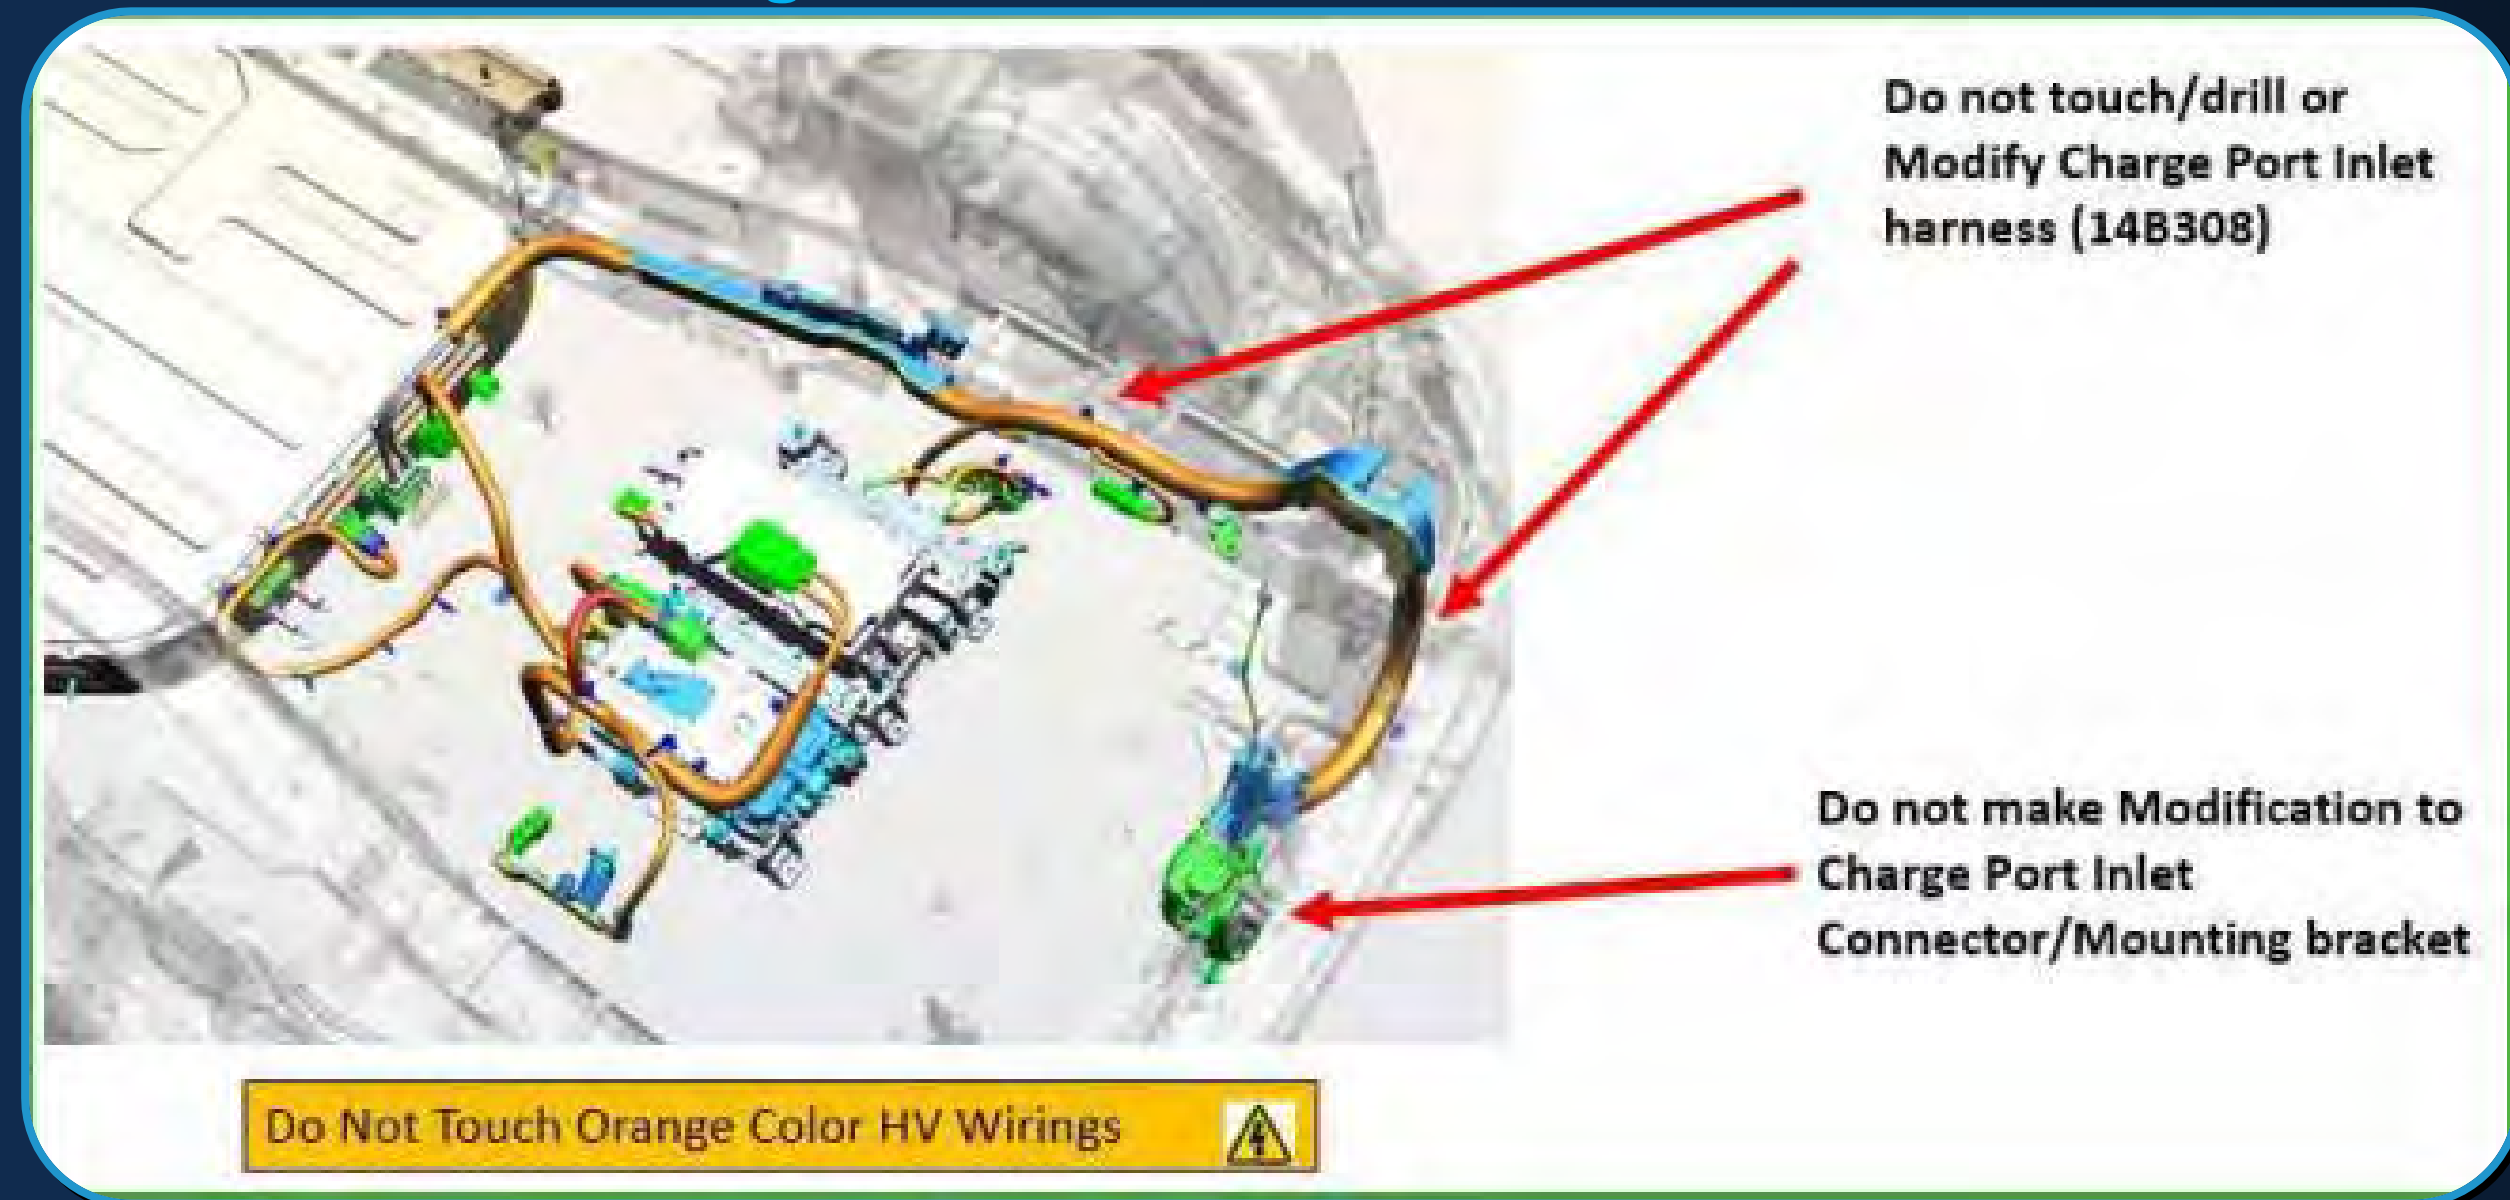 Do not touch/drill or
Modify Charge Port Inlet
harness (14B308)
Do not make Modification to
Charge Port Inlet
Connector/Mounting bracket
Do Not Touch Orange Color HV Wirings